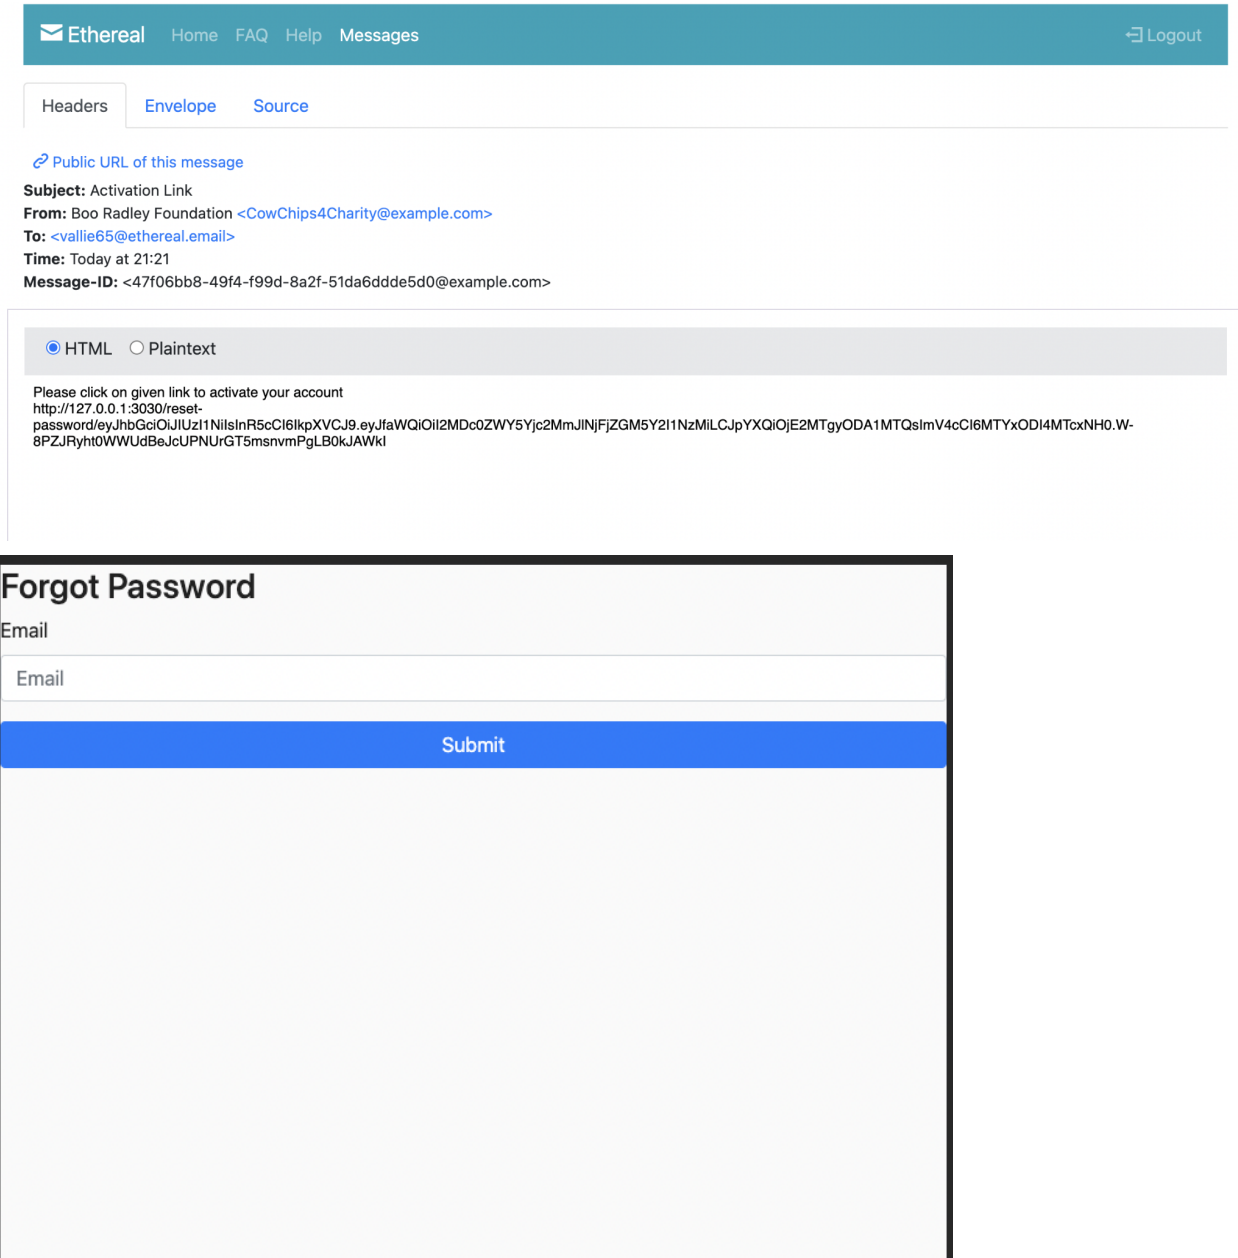 Ethereal Home FAQ Help Messages Logout
Headers Envelope Source
Public URL of this message
Subject: Activation Link
From: Boo Radley Foundation <CowChips4Charity@example.com>
To: <vallie65@ethereal.email>
Time: Today at 21:21
Message-ID: <47f06bb8-49f4-f99d-8a2f-51da6ddde5d0@example.com>
HTML Plaintext
Please click on given link to activate your account
http://127.0.0.1:3030/reset-
password/eyJhbGciOiJIUzI1NiIsInR5cCI6IkpXVCJ9.eyJfaWQiOiI2MDc0ZWY5Yjc2MmJlNjFjZGM5Y2I1NzMiLCJpYXQiOjE2MTgyODA1MTQsImV4cCI6MTYxODI4MTcxNH0.W-
8PZJRyht0WWUdBeJcUPNUrGT5msnvmPgLB0kJAWkI
Forgot Password
Email
Email
Submit